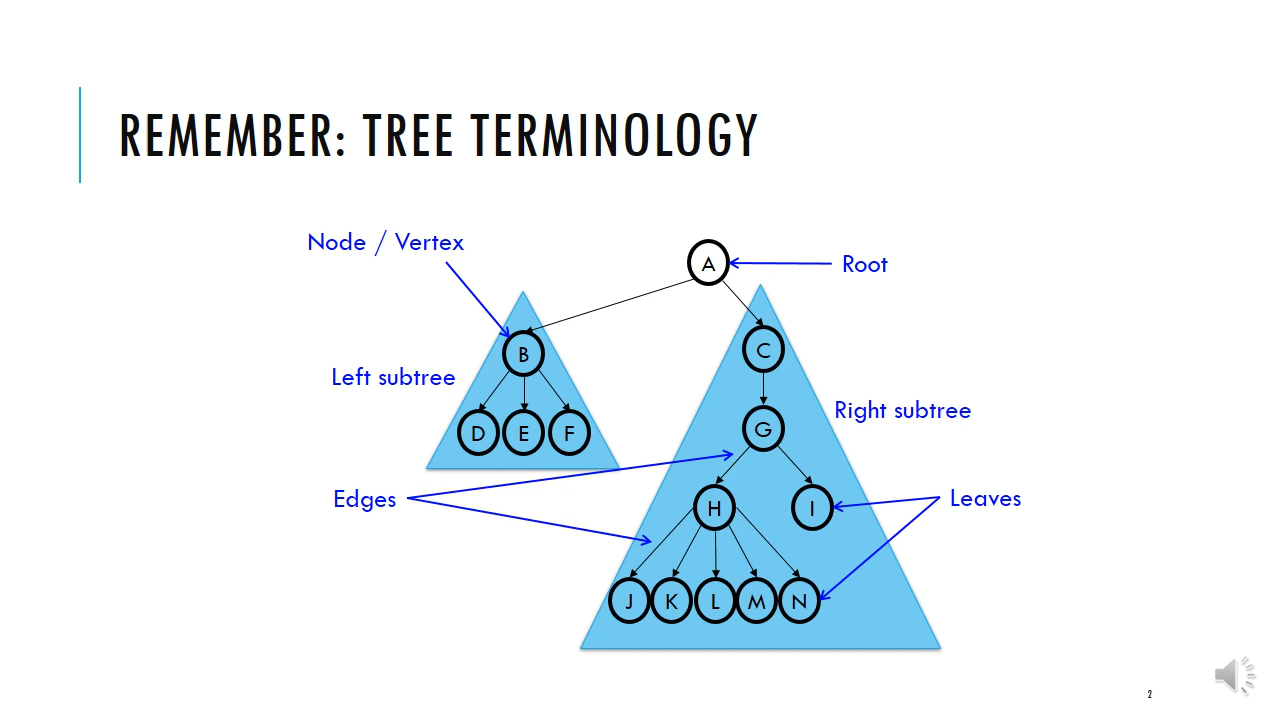 REMEMBER: TREE TERMINOLOGY
Node / Vertex
A
Root
B
C
Left subtree
Right subtree
D E F
G
Edges
H
I
Leaves
J K L M N
2